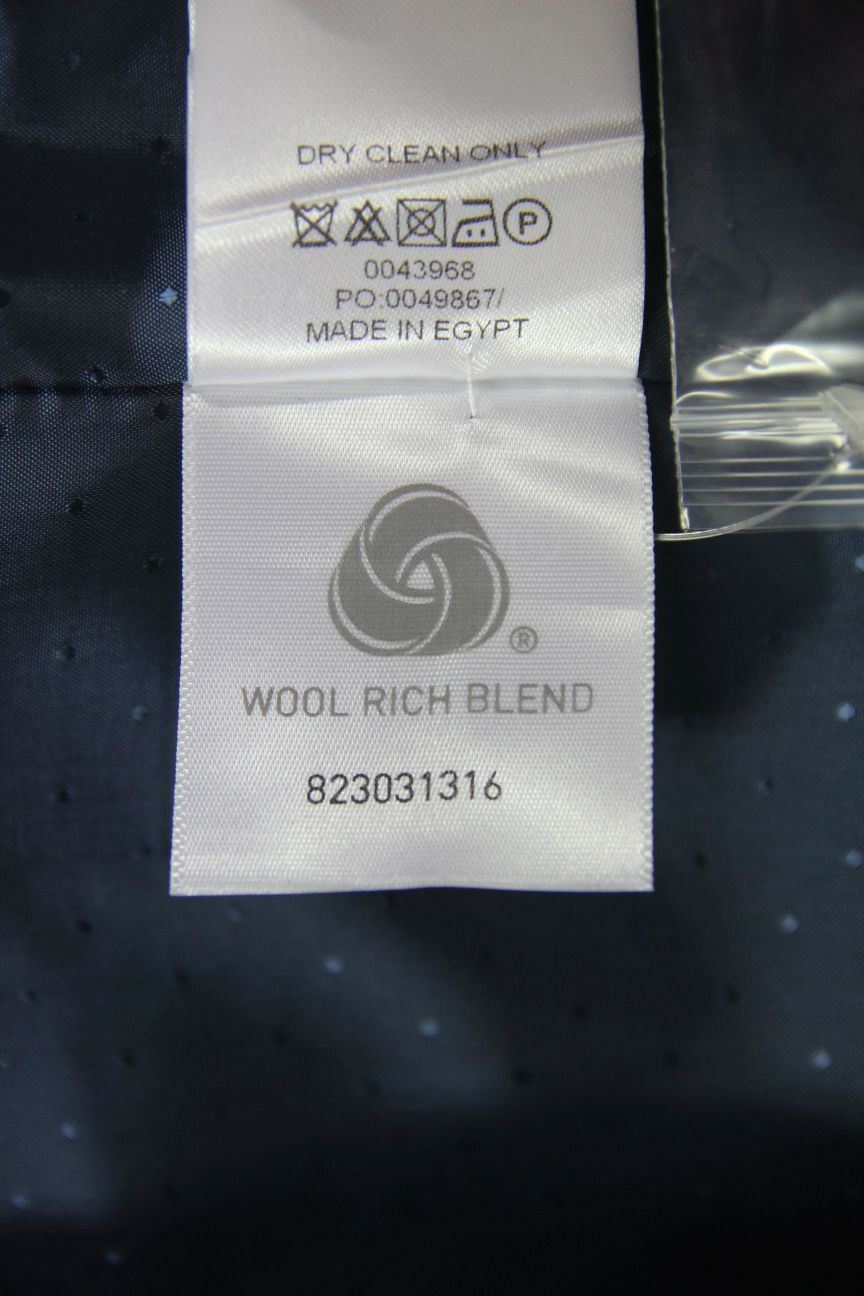 DRY CLEAN ONLY
P
0043968
PO:0049867/
MADE IN EGYPT
®
WOOL RICH BLEND
823031316